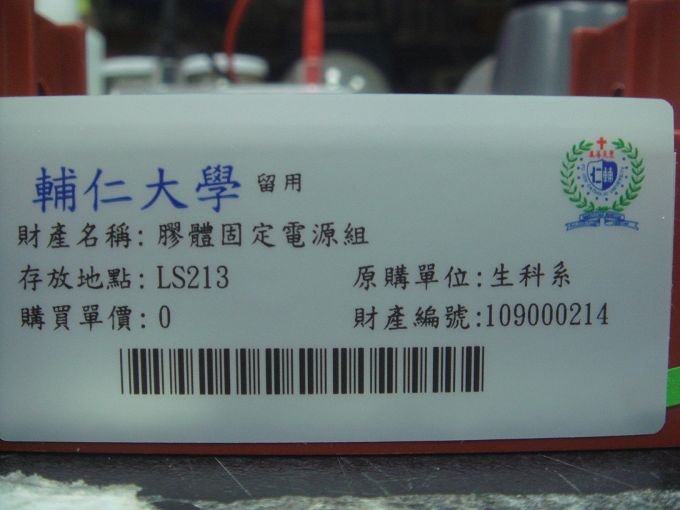 輔仁大學 留用
財產名稱: 膠體固定電源組
存放地點: LS213 原購單位: 生科系
購買單價: 0 財產編號:109000214